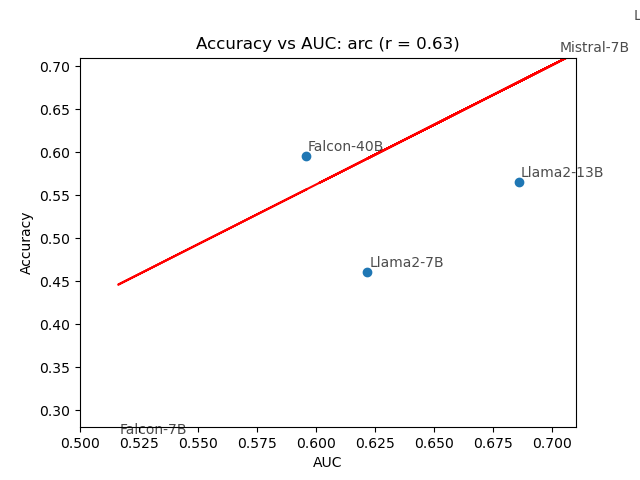 L
Accuracy vs AUC: arc (r = 0.63)
Mistral-7B
0.70
0.65
0.60
0.55
0.50
0.45
0.40
0.35
0.30
Accuracy
Falcon-40B
Llama2-13B
Llama2-7B
Falcon-7B
0.500 0.525 0.550 0.575 0.600 0.625 0.650 0.675 0.700
AUC